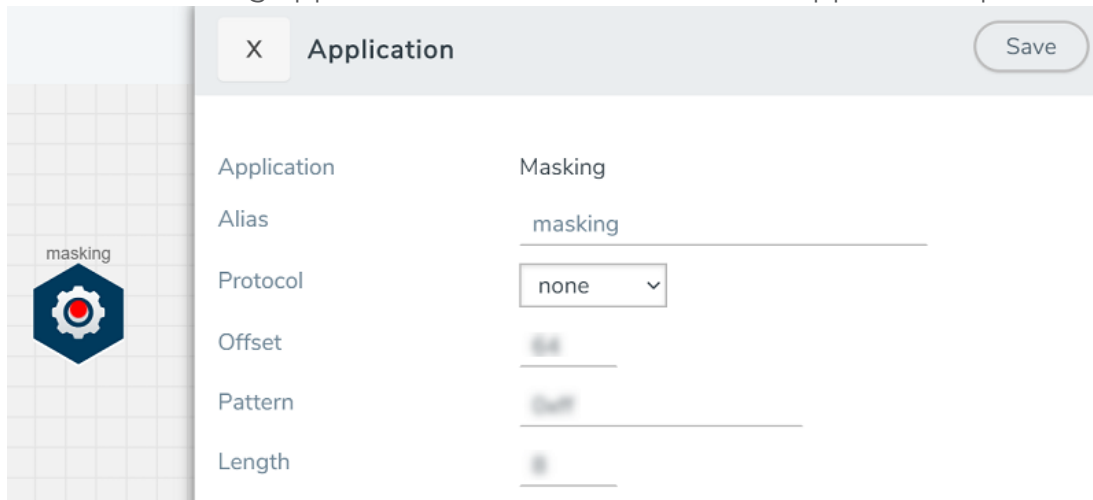 X Application Save
Application Masking
Alias masking
masking
Protocol none
Offset
Pattern
Length